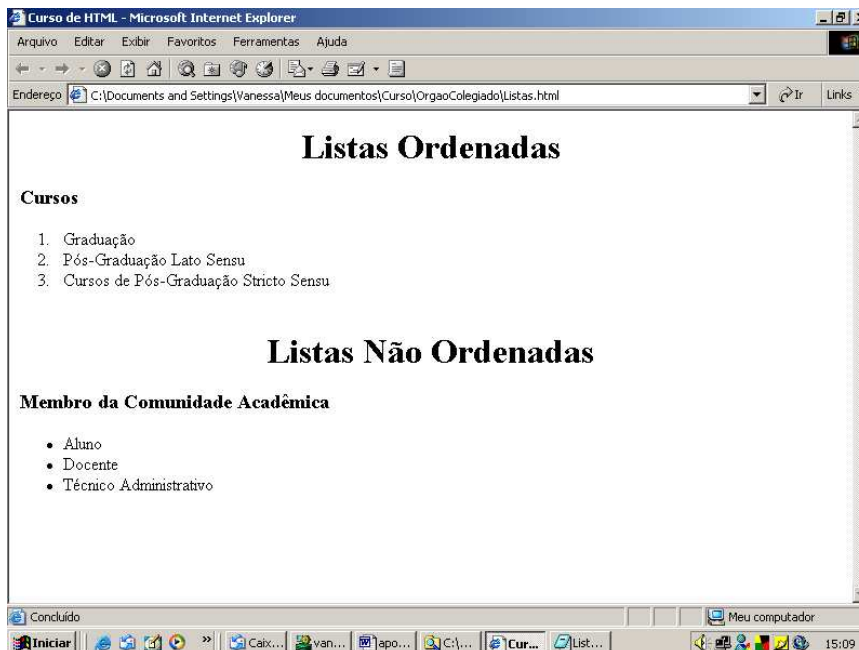 Curso de HTML - Microsoft Internet Explorer
Arquivo Editar Exibir Favoritos Ferramentas Ajuda
Endereço C:\Documents and Settings\Vanessa\Meus documentos\Curso\OrgaoColegiado\Listas.html Ir Links
Listas Ordenadas
Cursos
1. Graduação
2. Pós-Graduação Lato Sensu
3. Cursos de Pós-Graduação Stricto Sensu
Listas Não Ordenadas
Membro da Comunidade Acadêmica
• Aluno
• Docente
• Técnico Administrativo
Concluído Meu computador
Iniciar » Caix... van... apo... C:\... Cur... List... 15:09